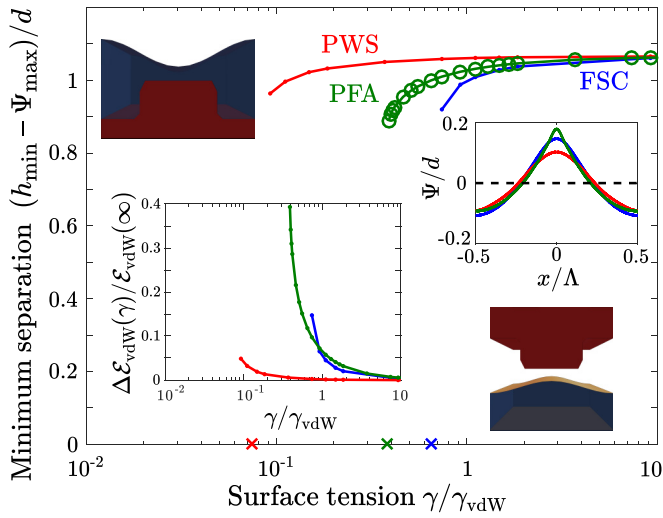 Minimum separation (h_min − Ψ_max)/d
1
0.8
0.6
0.4
0.2
0
10^-2
10^-1
1
10
Surface tension γ/γ_vdW
PWS
PFA
FSC
Ψ/d
0.2
0
-0.2
-0.5
0
0.5
x/Λ
Δℰ_vdW(γ)/ℰ_vdW(∞)
0.4
0.3
0.2
0.1
0
10^-2
10^-1
1
10
γ/γ_vdW